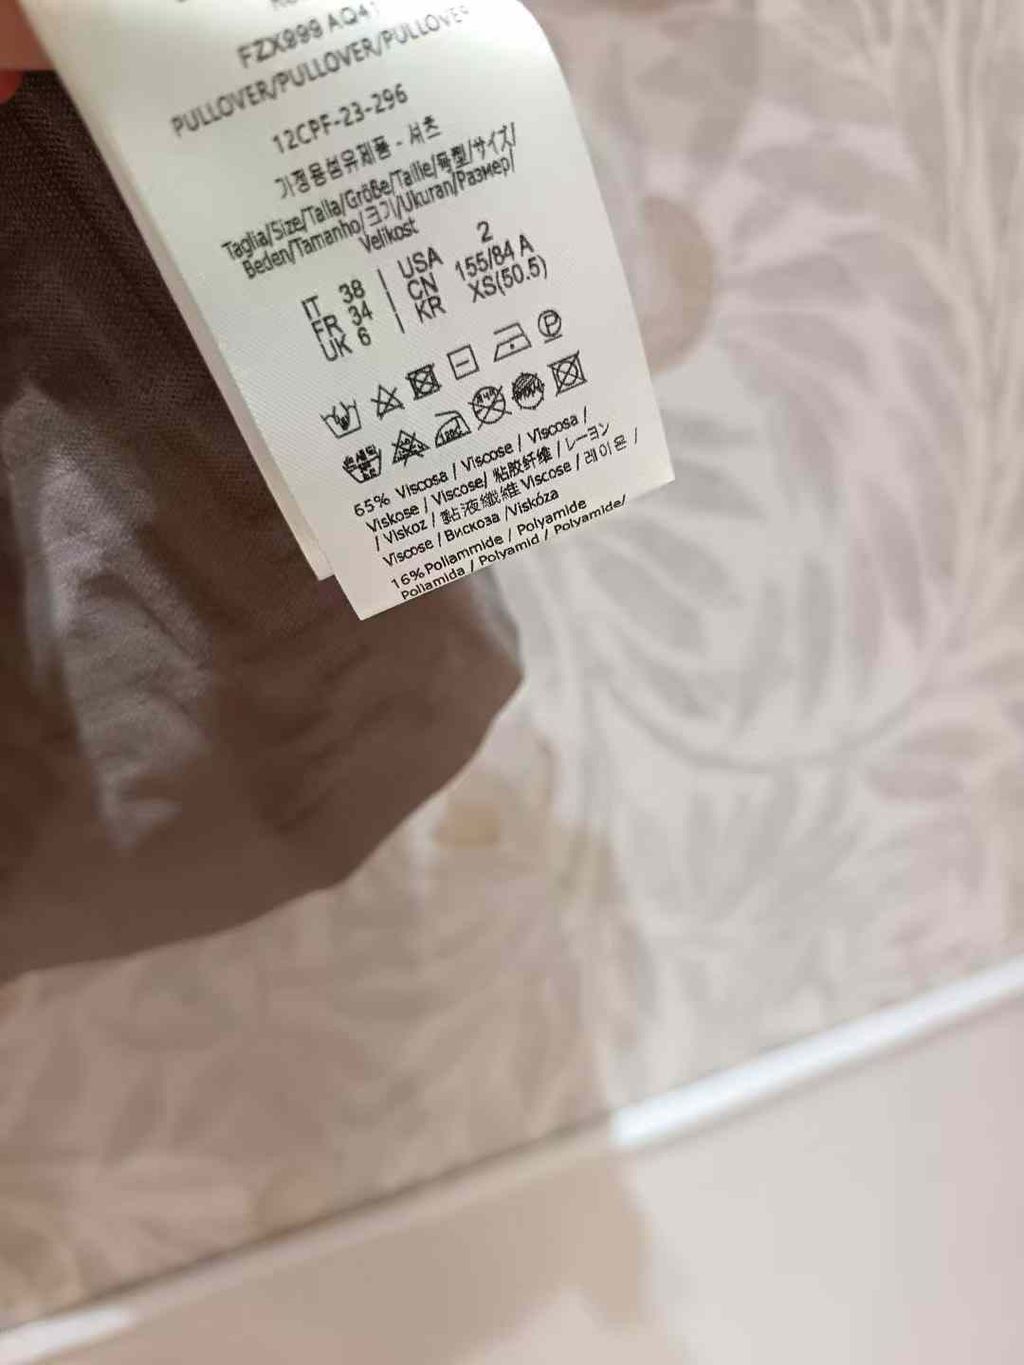 FZX999 AQ41
PULLOVER/PULLOVER/PULLOVER
12CPF-23-296
가정용섬유제품 - 셔츠
Taglia/Size/Talla/Größe/Taille/号型/サイズ/
Beden/Tamanho/크기/Ukuran/Размер/
Velikost
IT 38 | USA 2
FR 34 | CN 155/84 A
UK 6 | KR XS(50.5)
65% Viscosa / Viscose / Viscosa /
Viskose / Viscose/ 粘胶纤维 / レーヨン
/ Viskoz / 黏液纖維 Viscose / 레이온 /
Viscose / Вискоза /Viskóza
16% Poliammide / Polyamide
Poliamida / Polyamid / Polyamide/